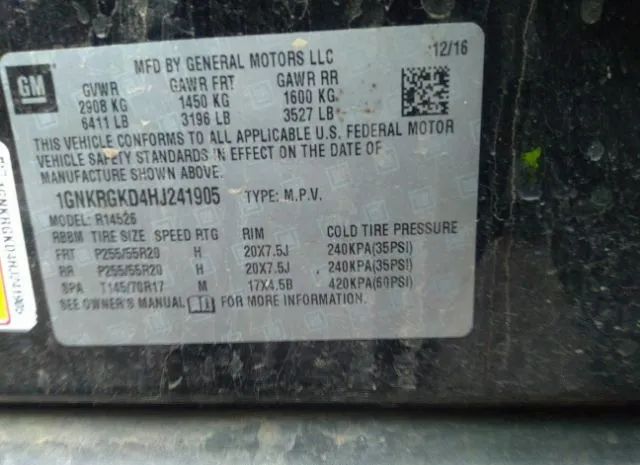 GM
MFD BY GENERAL MOTORS LLC 12/16
GVWR GAWR FRT GAWR RR
2908 KG 1450 KG 1600 KG
6411 LB 3196 LB 3527 LB
THIS VEHICLE CONFORMS TO ALL APPLICABLE U.S. FEDERAL MOTOR
VEHICLE SAFETY STANDARDS IN EFFECT ON THE DATE OF
MANUFACTURE SHOWN ABOVE.
1GNKRGKD4HJ241905 TYPE: M.P.V.
MODEL: R14526
RBBM TIRE SIZE SPEED RTG RIM COLD TIRE PRESSURE
FRT P255/55R20 H 20X7.5J 240KPA(35PSI)
RR P255/55R20 H 20X7.5J 240KPA(35PSI)
SPA T145/70R17 M 17X4.5B 420KPA(60PSI)
SEE OWNER'S MANUAL FOR MORE INFORMATION.
1GNKRGKD4HJ241905